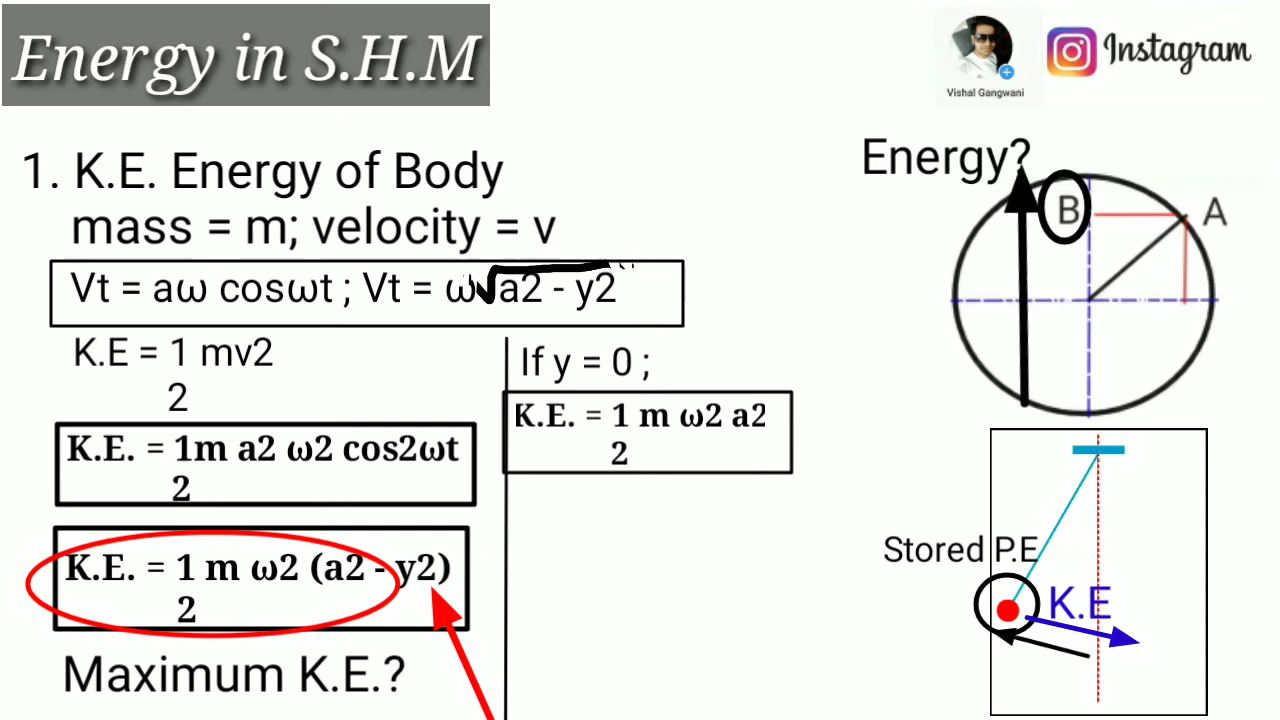 Energy in S.H.M
Vishal Gangwani
Instagram
1. K.E. Energy of Body
mass = m; velocity = v
Vt = aω cosωt ; Vt = ω√a2 - y2
K.E = 1 mv2
2
K.E. = 1m a2 ω2 cos2ωt
2
K.E. = 1 m ω2 (a2 - y2)
2
Maximum K.E.?
If y = 0 ;
K.E. = 1 m ω2 a2
2
Energy?
B
A
Stored P.E
K.E